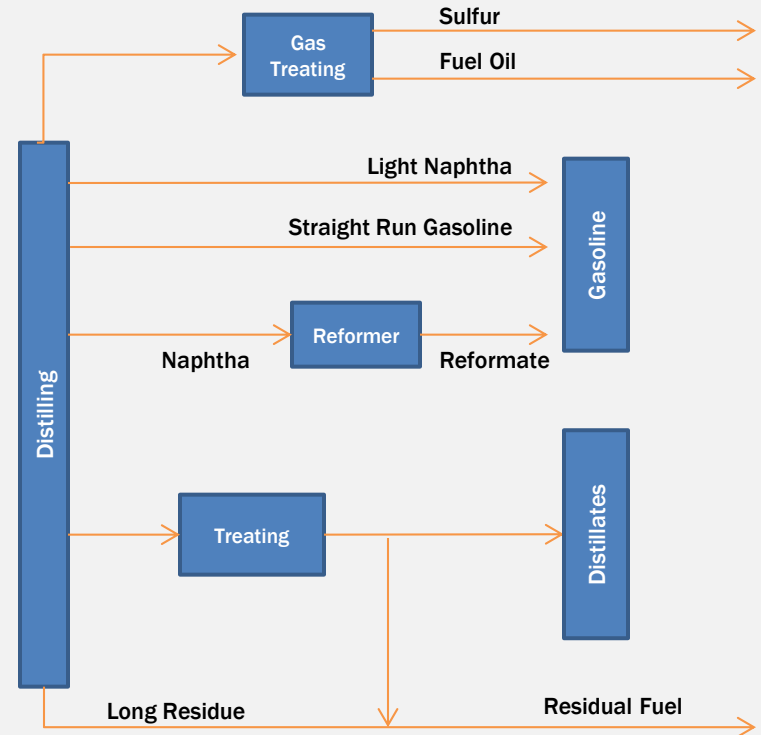 Sulfur
Gas
Treating
Fuel Oil
Light Naphtha
Straight Run Gasoline
Gasoline
Reformer
Naphtha
Reformate
Distilling
Treating
Distillates
Long Residue
Residual Fuel